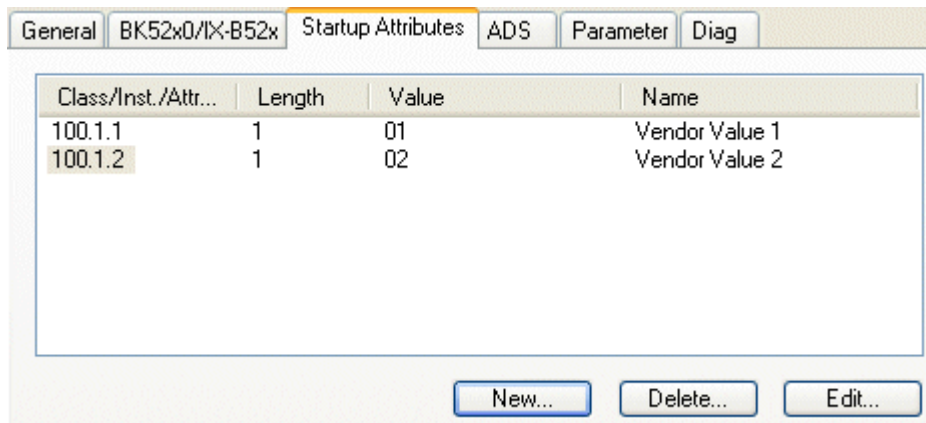 General BK52x0/IX-B52x Startup Attributes ADS Parameter Diag
Class/Inst./Attr... Length Value Name
100.1.1 1 01 Vendor Value 1
100.1.2 1 02 Vendor Value 2
New... Delete... Edit...